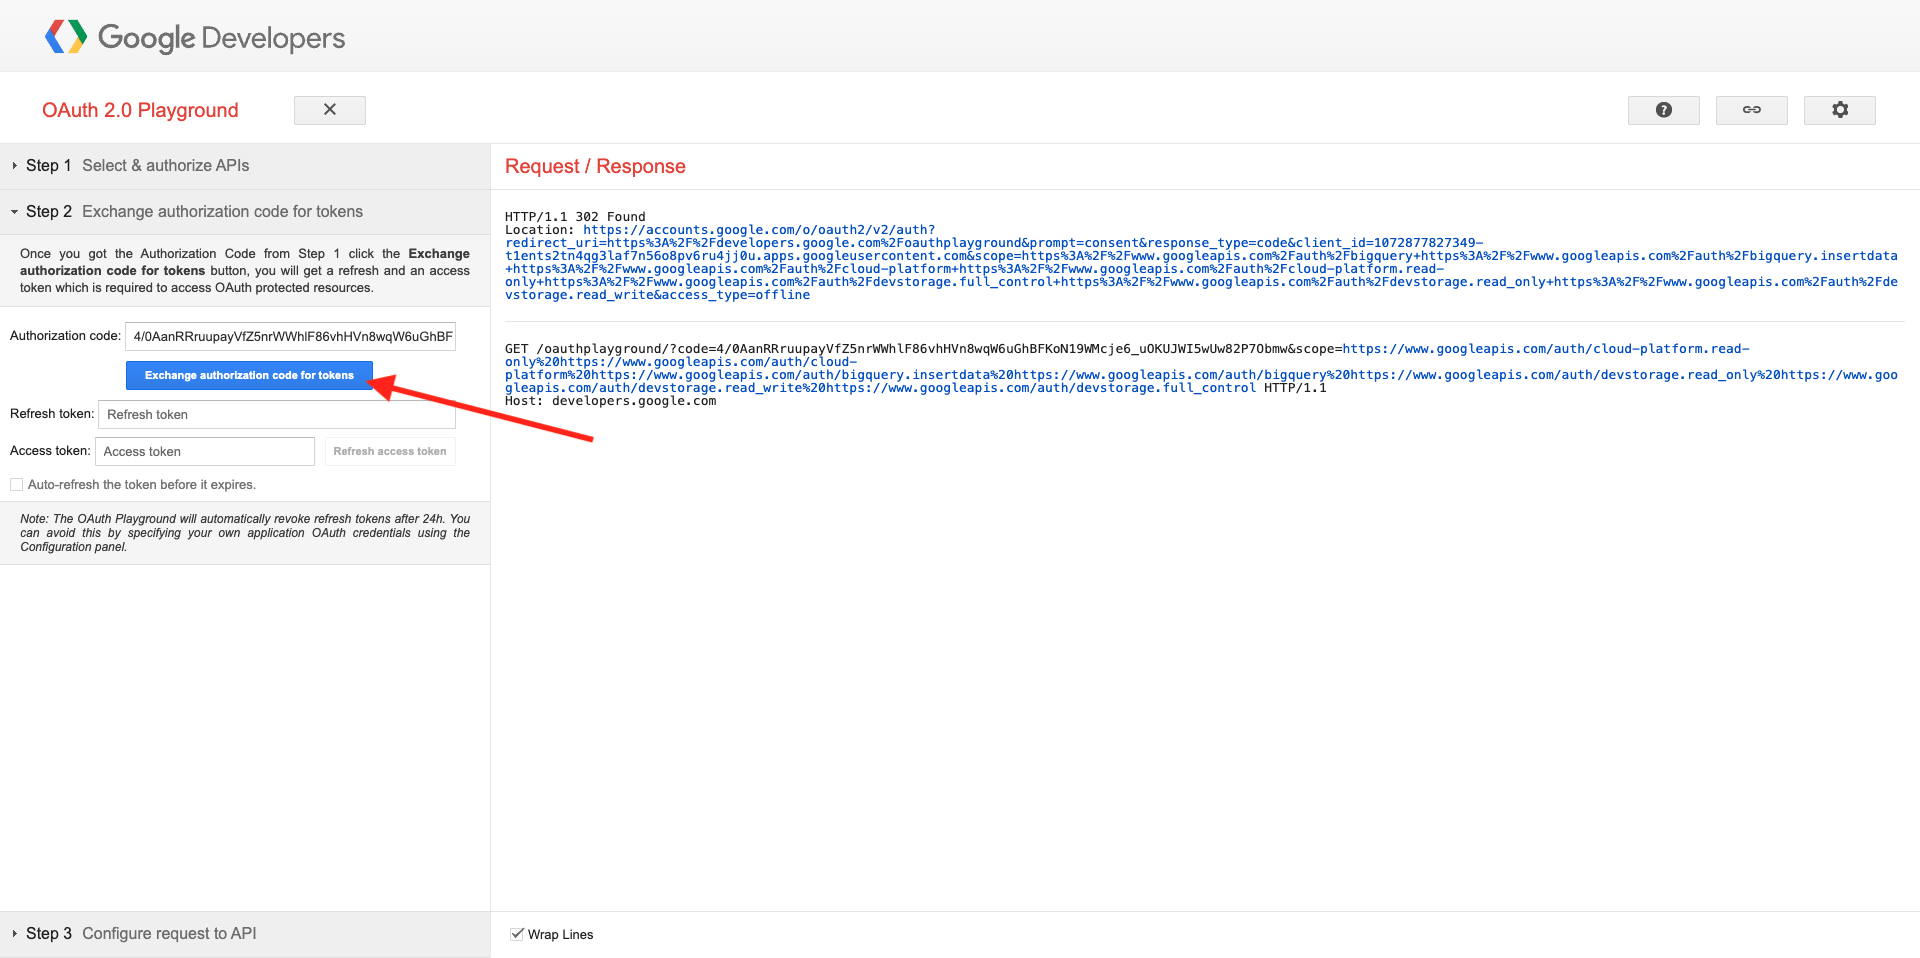 Google Developers
OAuth 2.0 Playground
Step 1 Select & authorize APIs
Step 2 Exchange authorization code for tokens
Once you got the Authorization Code from Step 1 click the Exchange
authorization code for tokens button, you will get a refresh and an access
token which is required to access OAuth protected resources.
Authorization code: 4/0AanRRruupayVfZ5nrWWhlF86vhHVn8wqW6uGhBF
Exchange authorization code for tokens
Refresh token: Refresh token
Access token: Access token Refresh access token
Auto-refresh the token before it expires.
Note: The OAuth Playground will automatically revoke refresh tokens after 24h. You
can avoid this by specifying your own application OAuth credentials using the
Configuration panel.
Step 3 Configure request to API
Request / Response
HTTP/1.1 302 Found
Location: https://accounts.google.com/o/oauth2/v2/auth?
redirect_uri=https%3A%2F%2Fdevelopers.google.com%2Foauthplayground&prompt=consent&response_type=code&client_id=1072877827349-
t1ents2tn4qg3laf7n56o8pv6ru4jj0u.apps.googleusercontent.com&scope=https%3A%2F%2Fwww.googleapis.com%2Fauth%2Fbigquery+https%3A%2F%2Fwww.googleapis.com%2Fauth%2Fbigquery.insertdata
+https%3A%2F%2Fwww.googleapis.com%2Fauth%2Fcloud-platform+https%3A%2F%2Fwww.googleapis.com%2Fauth%2Fcloud-platform.read-
only+https%3A%2F%2Fwww.googleapis.com%2Fauth%2Fdevstorage.full_control+https%3A%2F%2Fwww.googleapis.com%2Fauth%2Fdevstorage.read_only+https%3A%2F%2Fwww.googleapis.com%2Fauth%2Fde
vstorage.read_write&access_type=offline
GET /oauthplayground/?code=4/0AanRRruupayVfZ5nrWWhlF86vhHVn8wqW6uGhBFKoN19WMcje6_uOKUJWI5wUw82P7Obmw&scope=https://www.googleapis.com/auth/cloud-platform.read-
only%20https://www.googleapis.com/auth/cloud-
platform%20https://www.googleapis.com/auth/bigquery.insertdata%20https://www.googleapis.com/auth/bigquery%20https://www.googleapis.com/auth/devstorage.read_only%20https://www.goo
gleapis.com/auth/devstorage.read_write%20https://www.googleapis.com/auth/devstorage.full_control HTTP/1.1
Host: developers.google.com
Wrap Lines